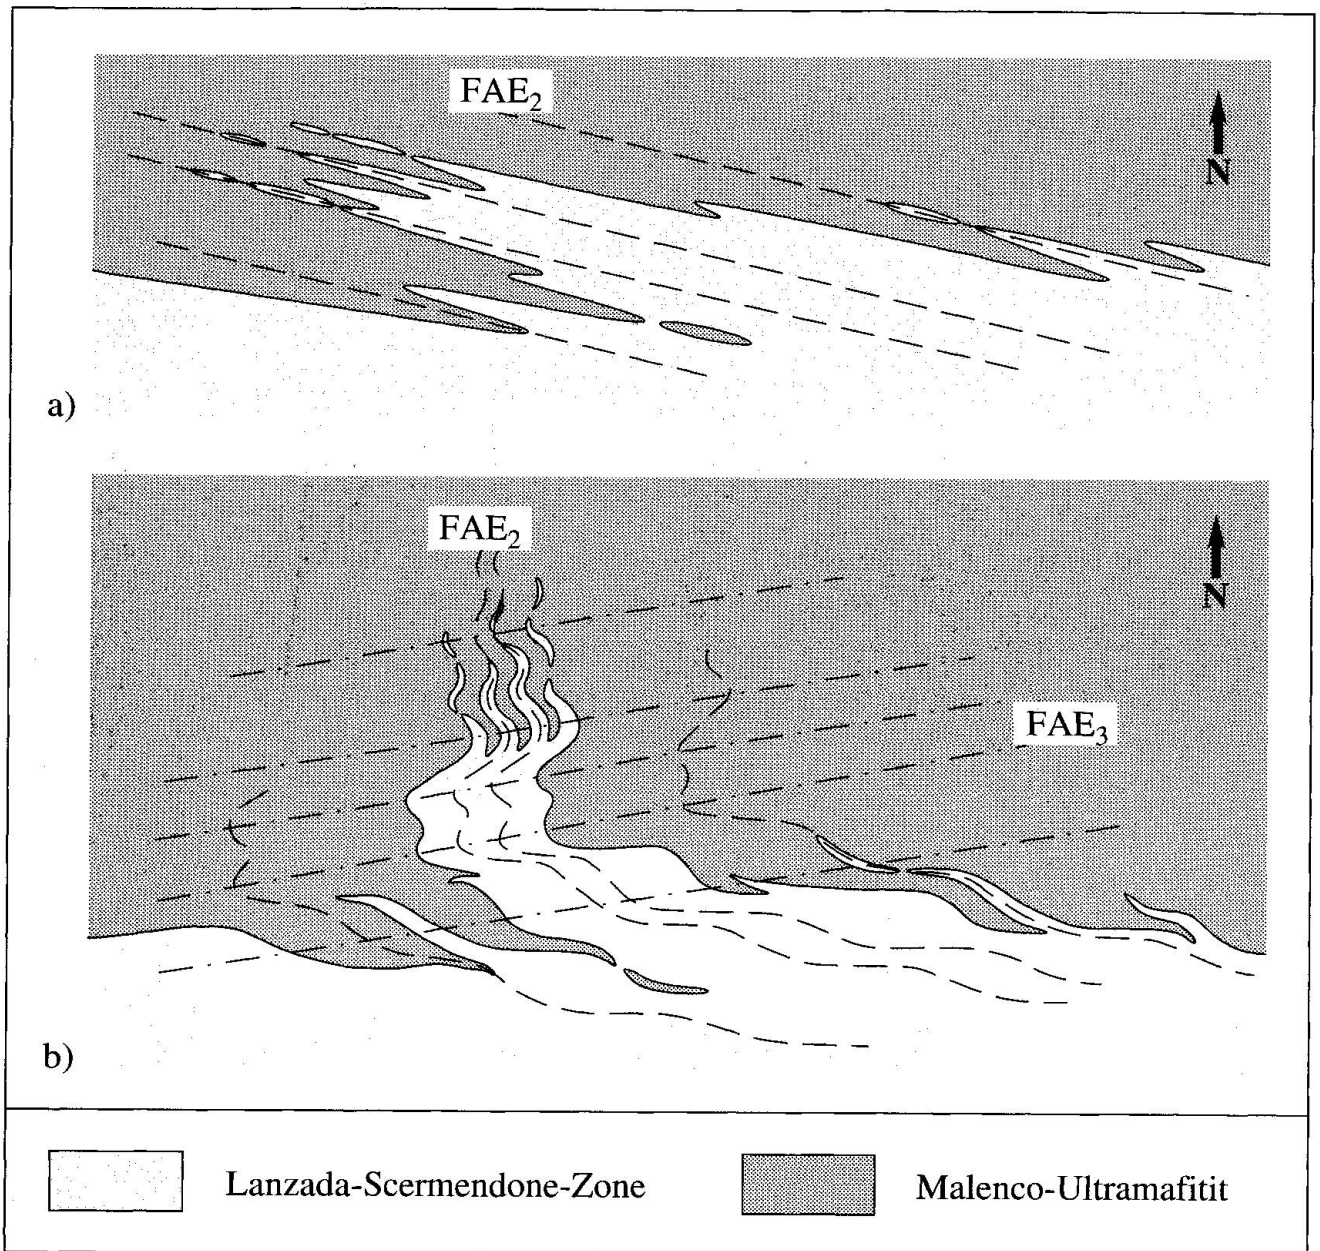 FAE₂
N
a)
FAE₂
N
FAE₃
b)
Lanzada-Scermendone-Zone
Malenco-Ultramafitit